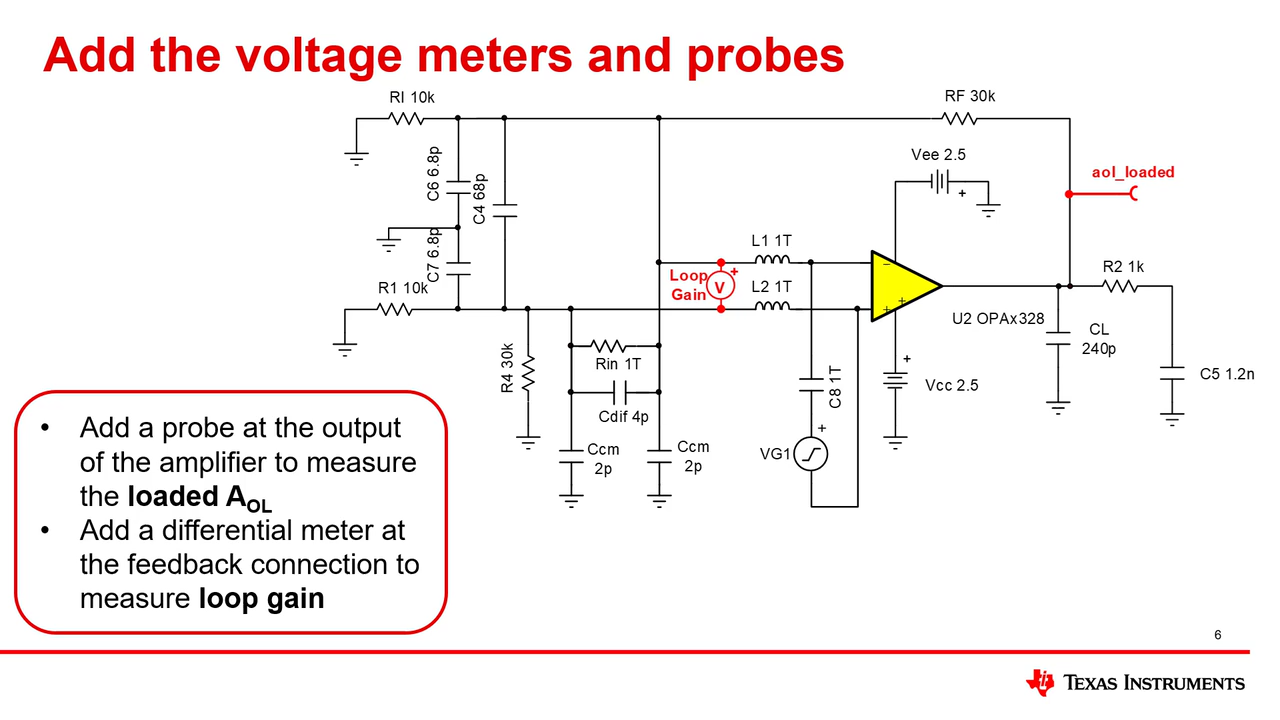 Add the voltage meters and probes
RI 10k
RF 30k
C6 6.8p
C4 68p
Vee 2.5
+
aol_loaded
C7 6.8p
L1 1T
Loop
Gain
V
+
L2 1T
R1 10k
R2 1k
U2 OPAx328
CL
240p
R4 30k
Rin 1T
Cdif 4p
C8 1T
+
Vcc 2.5
C5 1.2n
Ccm
2p
Ccm
2p
+
VG1
− + +
• Add a probe at the output
of the amplifier to measure
the loaded AOL
• Add a differential meter at
the feedback connection to
measure loop gain
6
TEXAS INSTRUMENTS